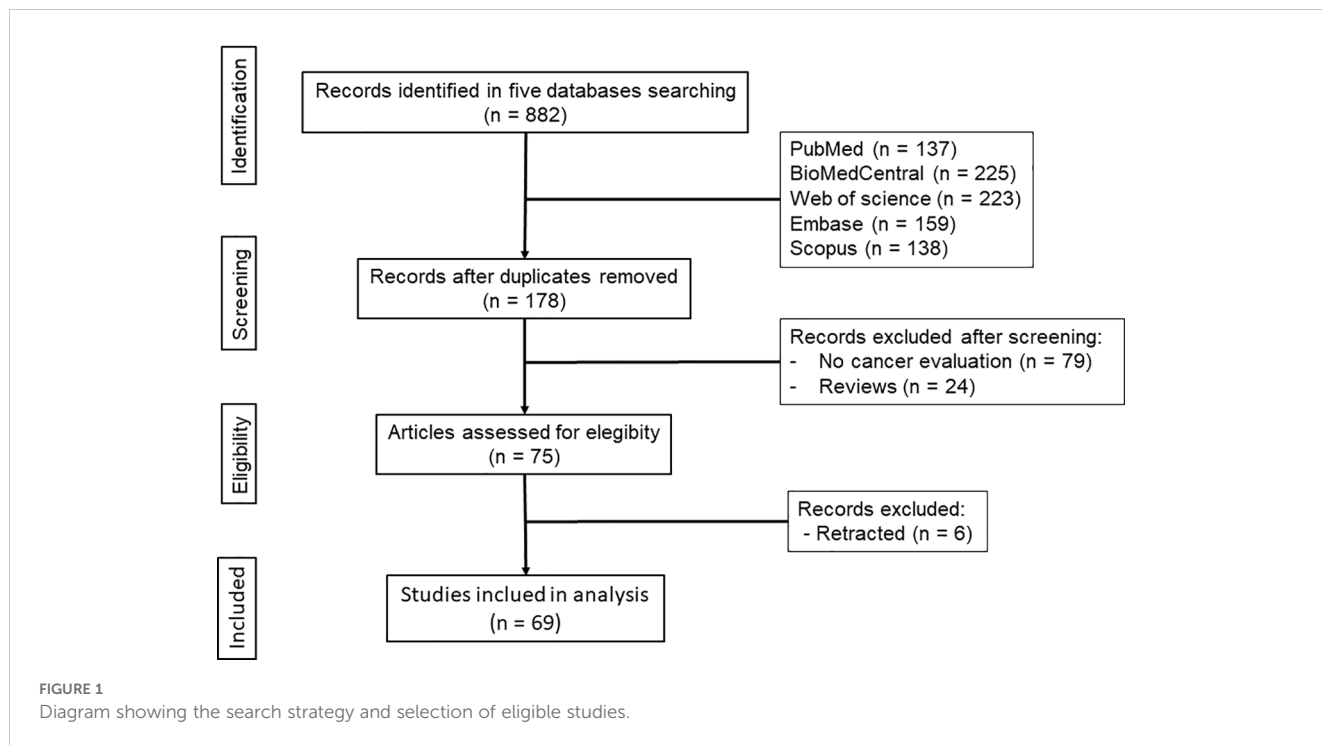 Identification
Records identified in five databases searching
(n = 882)
PubMed (n = 137)
BioMedCentral (n = 225)
Web of science (n = 223)
Embase (n = 159)
Scopus (n = 138)
Screening
Records after duplicates removed
(n = 178)
Records excluded after screening:
- No cancer evaluation (n = 79)
- Reviews (n = 24)
Eligibility
Articles assessed for elegibity
(n = 75)
Records excluded:
- Retracted (n = 6)
Included
Studies inclued in analysis
(n = 69)
FIGURE 1
Diagram showing the search strategy and selection of eligible studies.